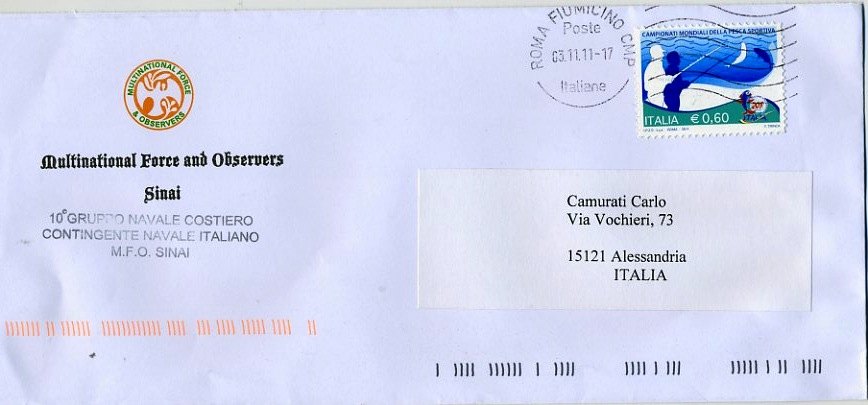 MULTINATIONAL FORCE
& OBSERVERS
Multinational Force and Observers
Sinai
10° GRUPPO NAVALE COSTIERO
CONTINGENTE NAVALE ITALIANO
M.F.O. SINAI
ROMA FIUMICINO CMP
Poste
03.11.11-17
Italiane
CAMPIONATI MONDIALI DELLA PESCA SPORTIVA
ITALIA € 0,60
Camurati Carlo
Via Vochieri, 73
15121 Alessandria
ITALIA